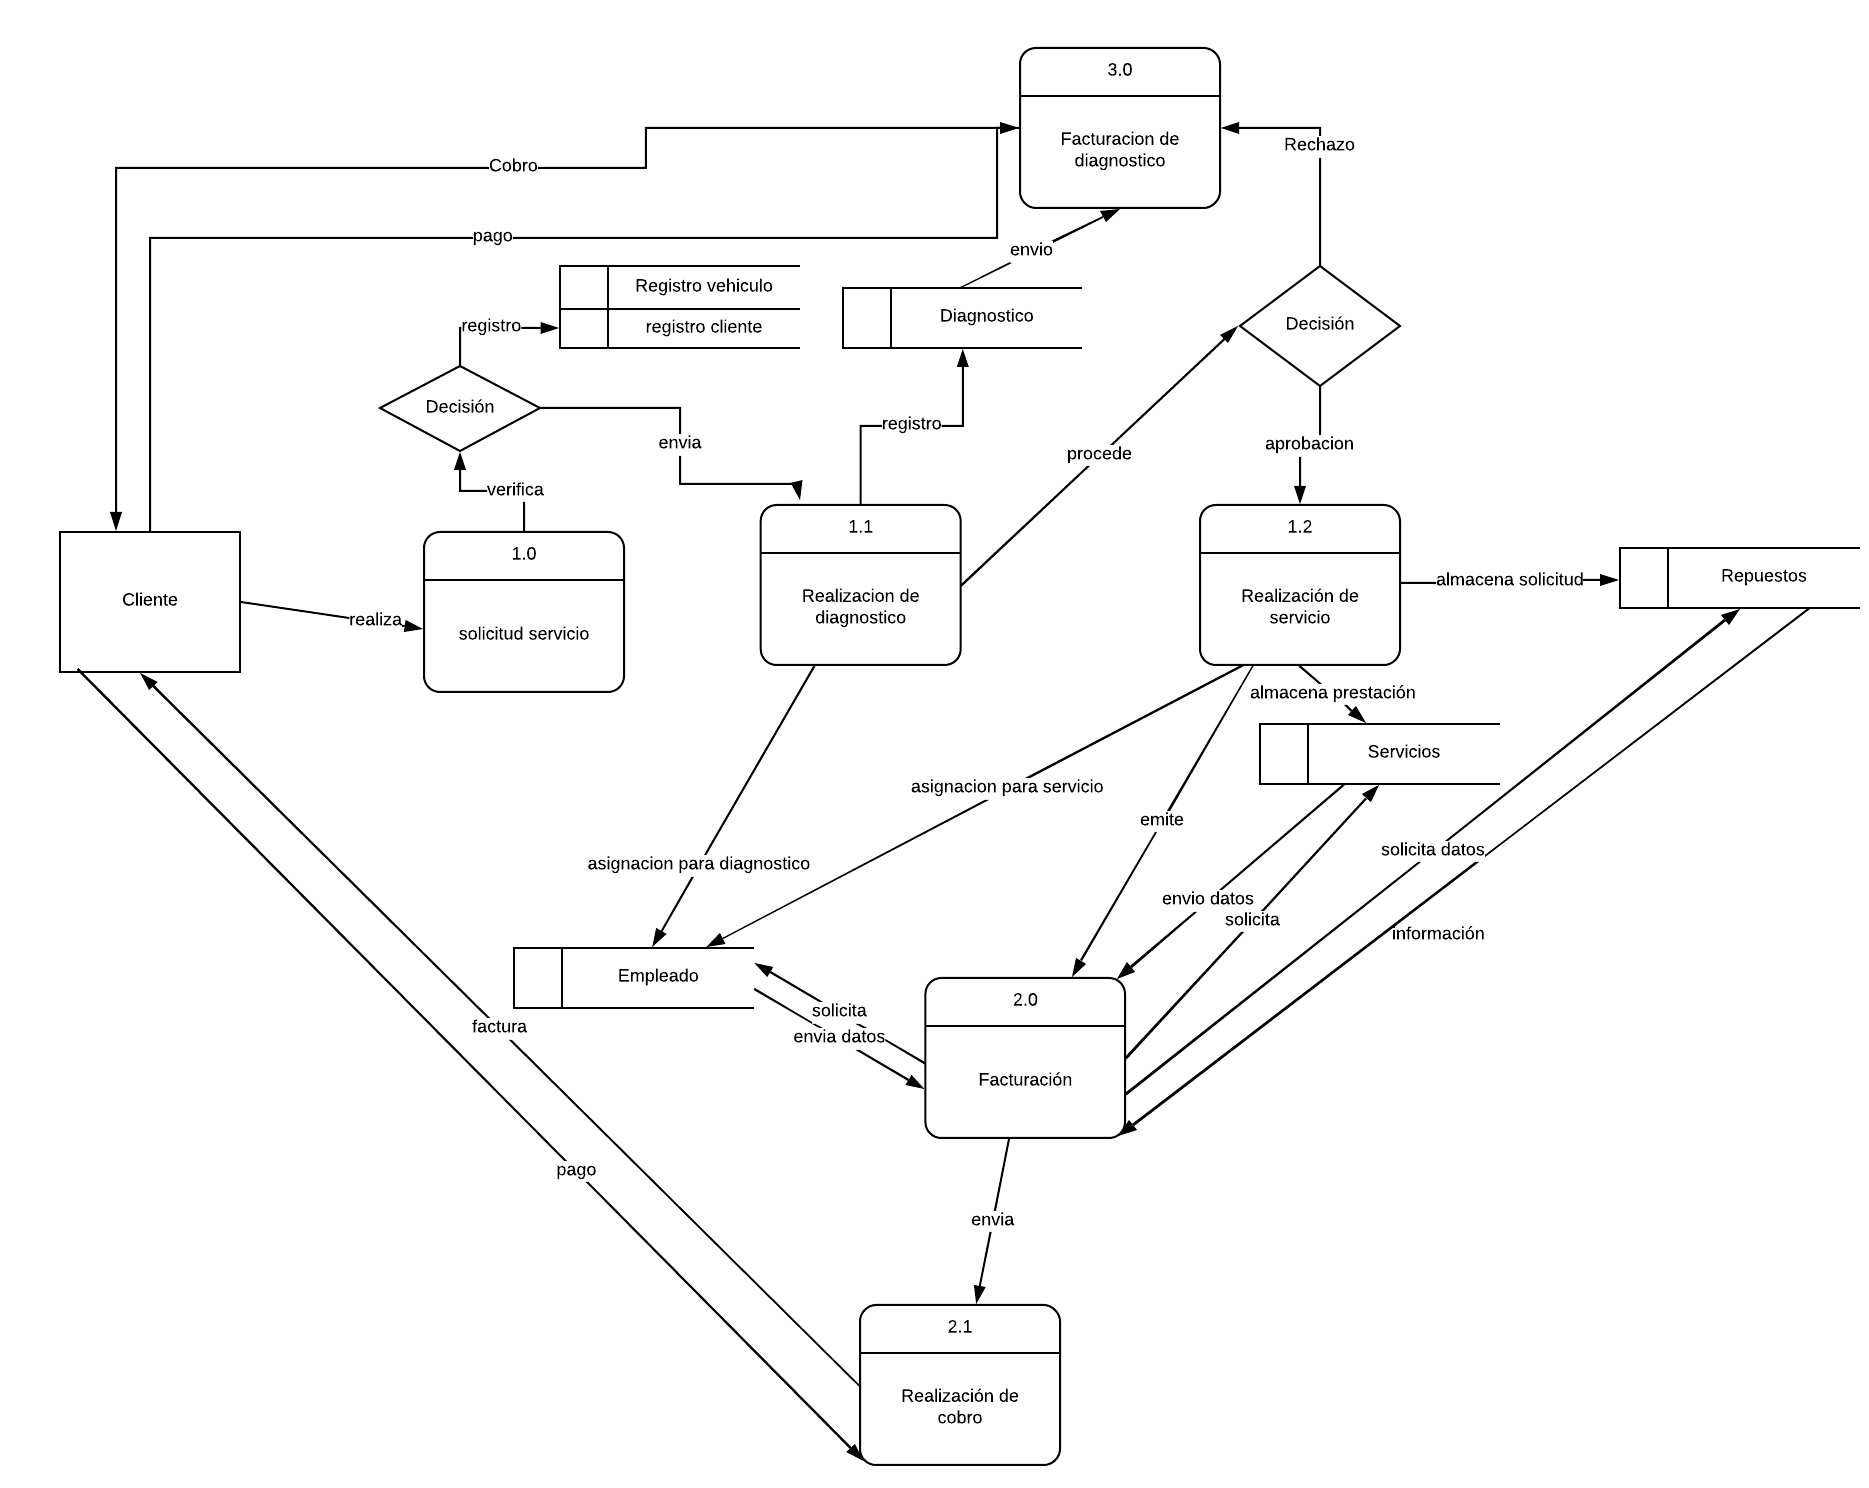 3.0
Facturacion de
diagnostico
Rechazo
Cobro
pago
envio
Registro vehiculo
registro cliente
Diagnostico
registro
Decisión
Decisión
registro
envia
procede
aprobacion
verifica
1.1
Realizacion de
diagnostico
1.2
Realización de
servicio
1.0
solicitud servicio
Cliente
realiza
almacena solicitud
Repuestos
almacena prestación
Servicios
asignacion para servicio
emite
solicita datos
asignacion para diagnostico
envio datos
solicita
información
Empleado
solicita
envia datos
2.0
Facturación
factura
pago
envia
2.1
Realización de
cobro